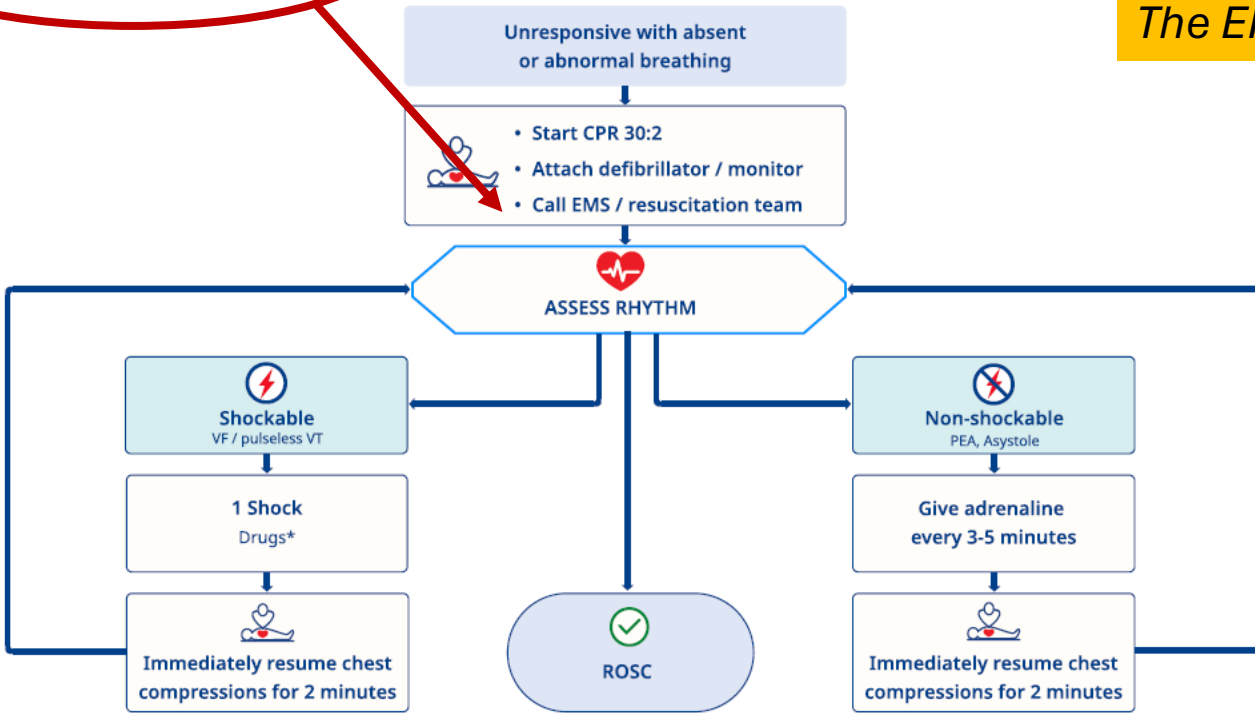 The
Unresponsive with absent
or abnormal breathing
• Start CPR 30:2
• Attach defibrillator / monitor
• Call EMS / resuscitation team
ASSESS RHYTHM
Shockable
VF / pulseless VT
1 Shock
Drugs*
Immediately resume chest
compressions for 2 minutes
ROSC
Non-shockable
PEA, Asystole
Give adrenaline
every 3-5 minutes
Immediately resume chest
compressions for 2 minutes